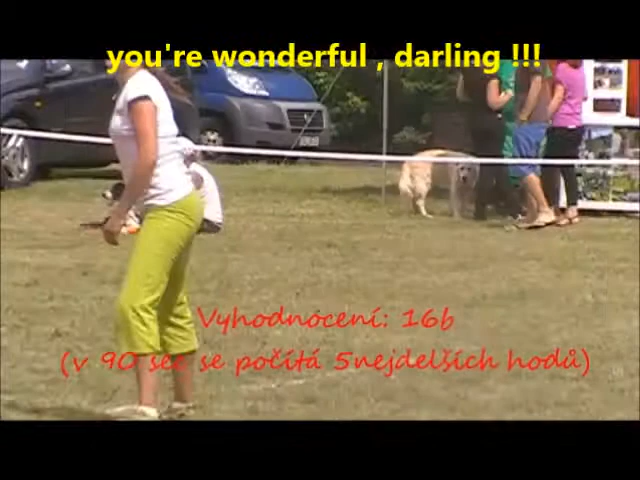 you're wonderful , darling !!!
Vyhodnocení: 16b
(v 90 sec se počítá 5nejdelších hodů)